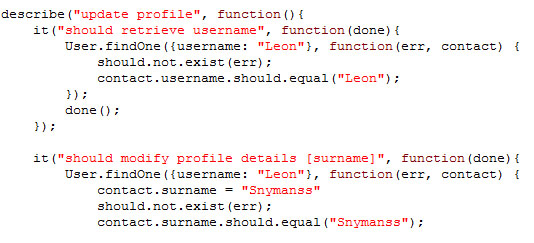 describe("update profile", function(){
    it("should retrieve username", function(done){
        User.findOne({username: "Leon"}, function(err, contact) {
            should.not.exist(err);
            contact.username.should.equal("Leon");
        });
        done();
    });

    it("should modify profile details [surname]", function(done){
        User.findOne({username: "Leon"}, function(err, contact) {
            contact.surname = "Snymanss"
            should.not.exist(err);
            contact.surname.should.equal("Snymanss");